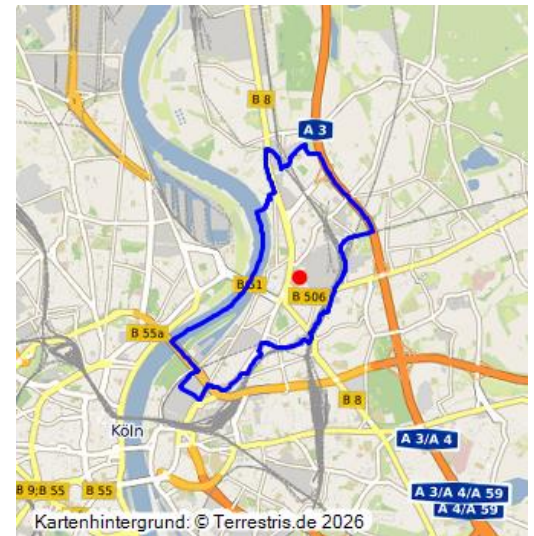 B 8
A 3
B 51
B 506
B 55a
B 8
Köln
A 3/A 4
B 9;B 55
B 55
A 3/A 4/A 59
A 4/A 59
Kartenhintergrund: © Terrestris.de 2026